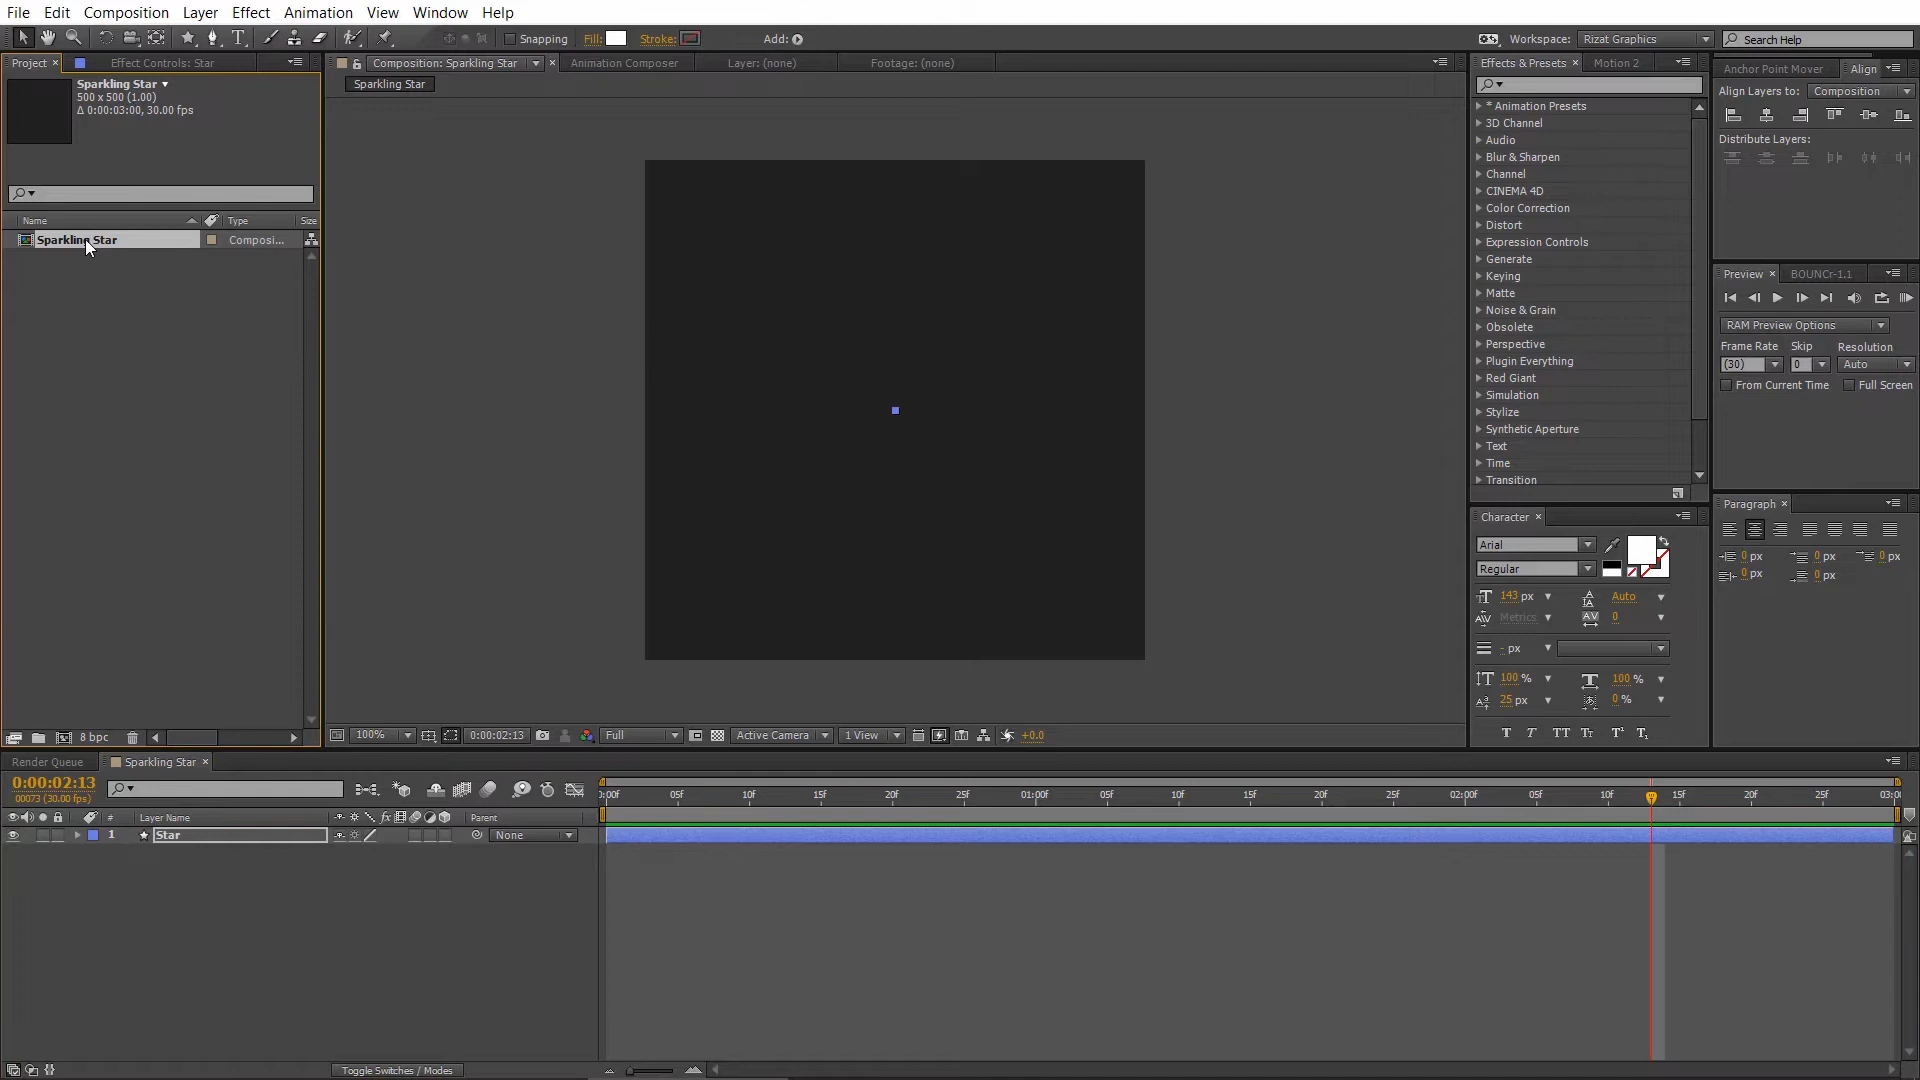 File Edit Composition Layer Effect Animation View Window Help
Snapping Fill: Stroke: Add: Workspace: Rizat Graphics Search Help
Project × Effect Controls: Star
Sparkling Star
500 x 500 (1.00)
Δ 0:00:03:00, 30.00 fps
Name Type Size
Sparkling Star Composi...
8 bpc
Composition: Sparkling Star × Animation Composer Layer: (none) Footage: (none)
Sparkling Star
100% 0:00:02:13 Full Active Camera 1 View +0.0
Effects & Presets × Motion 2
* Animation Presets
3D Channel
Audio
Blur & Sharpen
Channel
CINEMA 4D
Color Correction
Distort
Expression Controls
Generate
Keying
Matte
Noise & Grain
Obsolete
Perspective
Plugin Everything
Red Giant
Simulation
Stylize
Synthetic Aperture
Text
Time
Transition
Character ×
Arial
Regular
143 px Auto
Metrics 0
- px
100 % 100 %
25 px 0 %
T T TT Tt T¹ T₁
Anchor Point Mover Align
Align Layers to: Composition
Distribute Layers:
Preview × BOUNCr-1.1
RAM Preview Options
Frame Rate Skip Resolution
(30) 0 Auto
From Current Time Full Screen
Paragraph ×
0 px 0 px 0 px
0 px 0 px
Render Queue Sparkling Star ×
0:00:02:13
00073 (30.00 fps)
):00f 05f 10f 15f 20f 25f 01:00f 05f 10f 15f 20f 25f 02:00f 05f 10f 15f 20f 25f 03:00
# Layer Name fx Parent
1 Star None
Toggle Switches / Modes